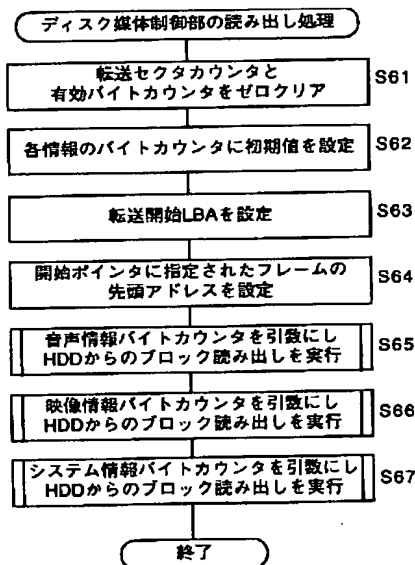 ディスク媒体制御部の読み出し処理
転送セクタカウンタと
有効バイトカウンタをゼロクリア
S61
各情報のバイトカウンタに初期値を設定
S62
転送開始LBAを設定
S63
開始ポインタに指定されたフレームの
先頭アドレスを設定
S64
音声情報バイトカウンタを引数にし
HDDからのブロック読み出しを実行
S65
映像情報バイトカウンタを引数にし
HDDからのブロック読み出しを実行
S66
システム情報バイトカウンタを引数にし
HDDからのブロック読み出しを実行
S67
終了